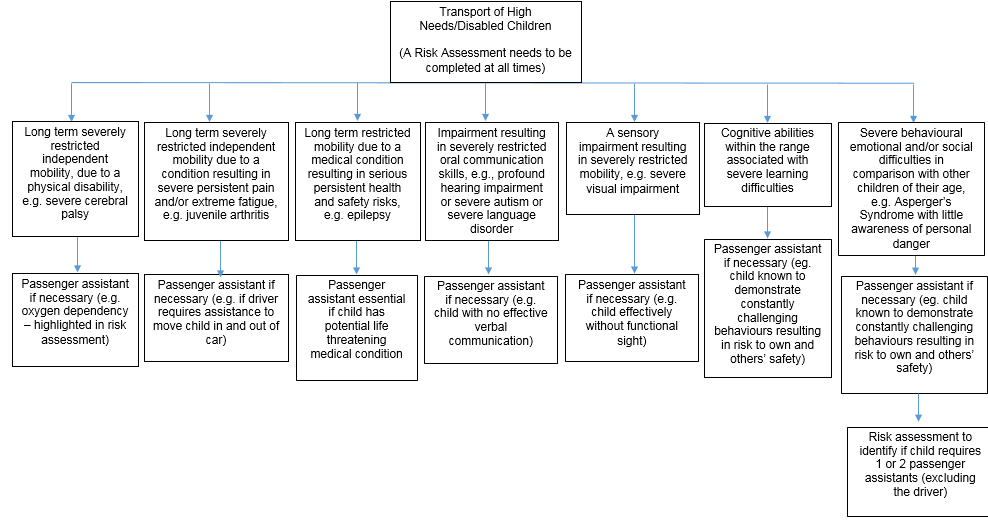 Transport of High
Needs/Disabled Children
(A Risk Assessment needs to be
completed at all times)
Long term severely
restricted
independent
mobility, due to a
physical disability,
e.g. severe cerebral
palsy
Long term severely
restricted independent
mobility due to a
condition resulting in
severe persistent pain
and/or extreme fatigue,
e.g. juvenile arthritis
Long term restricted
mobility due to a
medical condition
resulting in serious
persistent health
and safety risks,
e.g. epilepsy
Impairment resulting
in severely restricted
oral communication
skills, e.g., profound
hearing impairment
or severe autism or
severe language
disorder
A sensory
impairment resulting
in severely restricted
mobility, e.g. severe
visual impairment
Cognitive abilities
within the range
associated with
severe learning
difficulties
Severe behavioural
emotional and/or social
difficulties in
comparison with other
children of their age,
e.g. Asperger's
Syndrome with little
awareness of personal
danger
Passenger assistant
if necessary (e.g.
oxygen dependency
– highlighted in risk
assessment)
Passenger assistant if
necessary (e.g. if driver
requires assistance to
move child in and out of
car)
Passenger
assistant essential
if child has
potential life
threatening
medical condition
Passenger assistant
if necessary (e.g.
child with no effective
verbal
communication)
Passenger assistant
if necessary (e.g.
child effectively
without functional
sight)
Passenger assistant
if necessary (eg.
child known to
demonstrate
constantly
challenging
behaviours resulting
in risk to own and
others' safety)
Passenger assistant if
necessary (eg. child
known to demonstrate
constantly challenging
behaviours resulting in
risk to own and others'
safety)
Risk assessment to
identify if child requires
1 or 2 passenger
assistants (excluding
the driver)